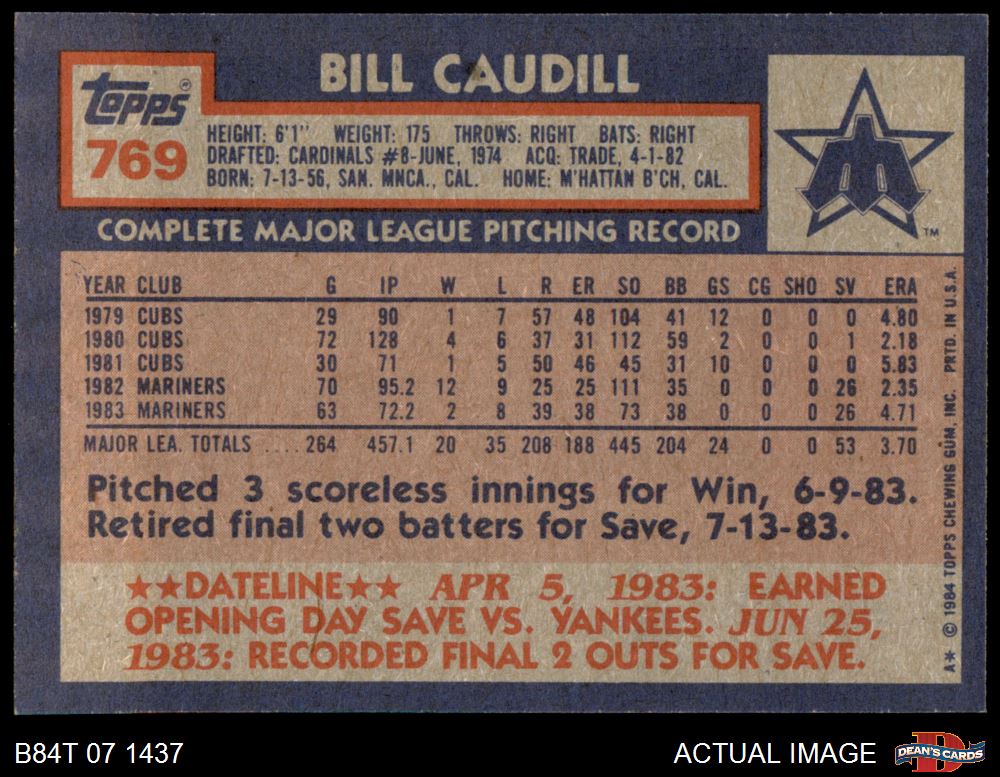 BILL CAUDILL
Topps®
769
HEIGHT: 6'1" WEIGHT: 175 THROWS: RIGHT BATS: RIGHT
DRAFTED: CARDINALS #8-JUNE, 1974 ACQ: TRADE, 4-1-82
BORN: 7-13-56, SAN. MNCA., CAL. HOME: M'HATTAN B'CH, CAL.
TM
COMPLETE MAJOR LEAGUE PITCHING RECORD
YEAR CLUB G IP W L R ER SO BB GS CG SHO SV ERA
1979 CUBS 29 90 1 7 57 48 104 41 12 0 0 0 4.80
1980 CUBS 72 128 4 6 37 31 112 59 2 0 0 1 2.18
1981 CUBS 30 71 1 5 50 46 45 31 10 0 0 0 5.83
1982 MARINERS 70 95.2 12 9 25 25 111 35 0 0 0 26 2.35
1983 MARINERS 63 72.2 2 8 39 38 73 38 0 0 0 26 4.71
MAJOR LEA. TOTALS .... 264 457.1 20 35 208 188 445 204 24 0 0 53 3.70
Pitched 3 scoreless innings for Win, 6-9-83.
Retired final two batters for Save, 7-13-83.
★★DATELINE★★ APR 5, 1983: EARNED
OPENING DAY SAVE VS. YANKEES. JUN 25,
1983: RECORDED FINAL 2 OUTS FOR SAVE.
A* © 1984 TOPPS CHEWING GUM, INC. PRTD. IN U.S.A.
B84T 07 1437
ACTUAL IMAGE
D
DEAN'S CARDS